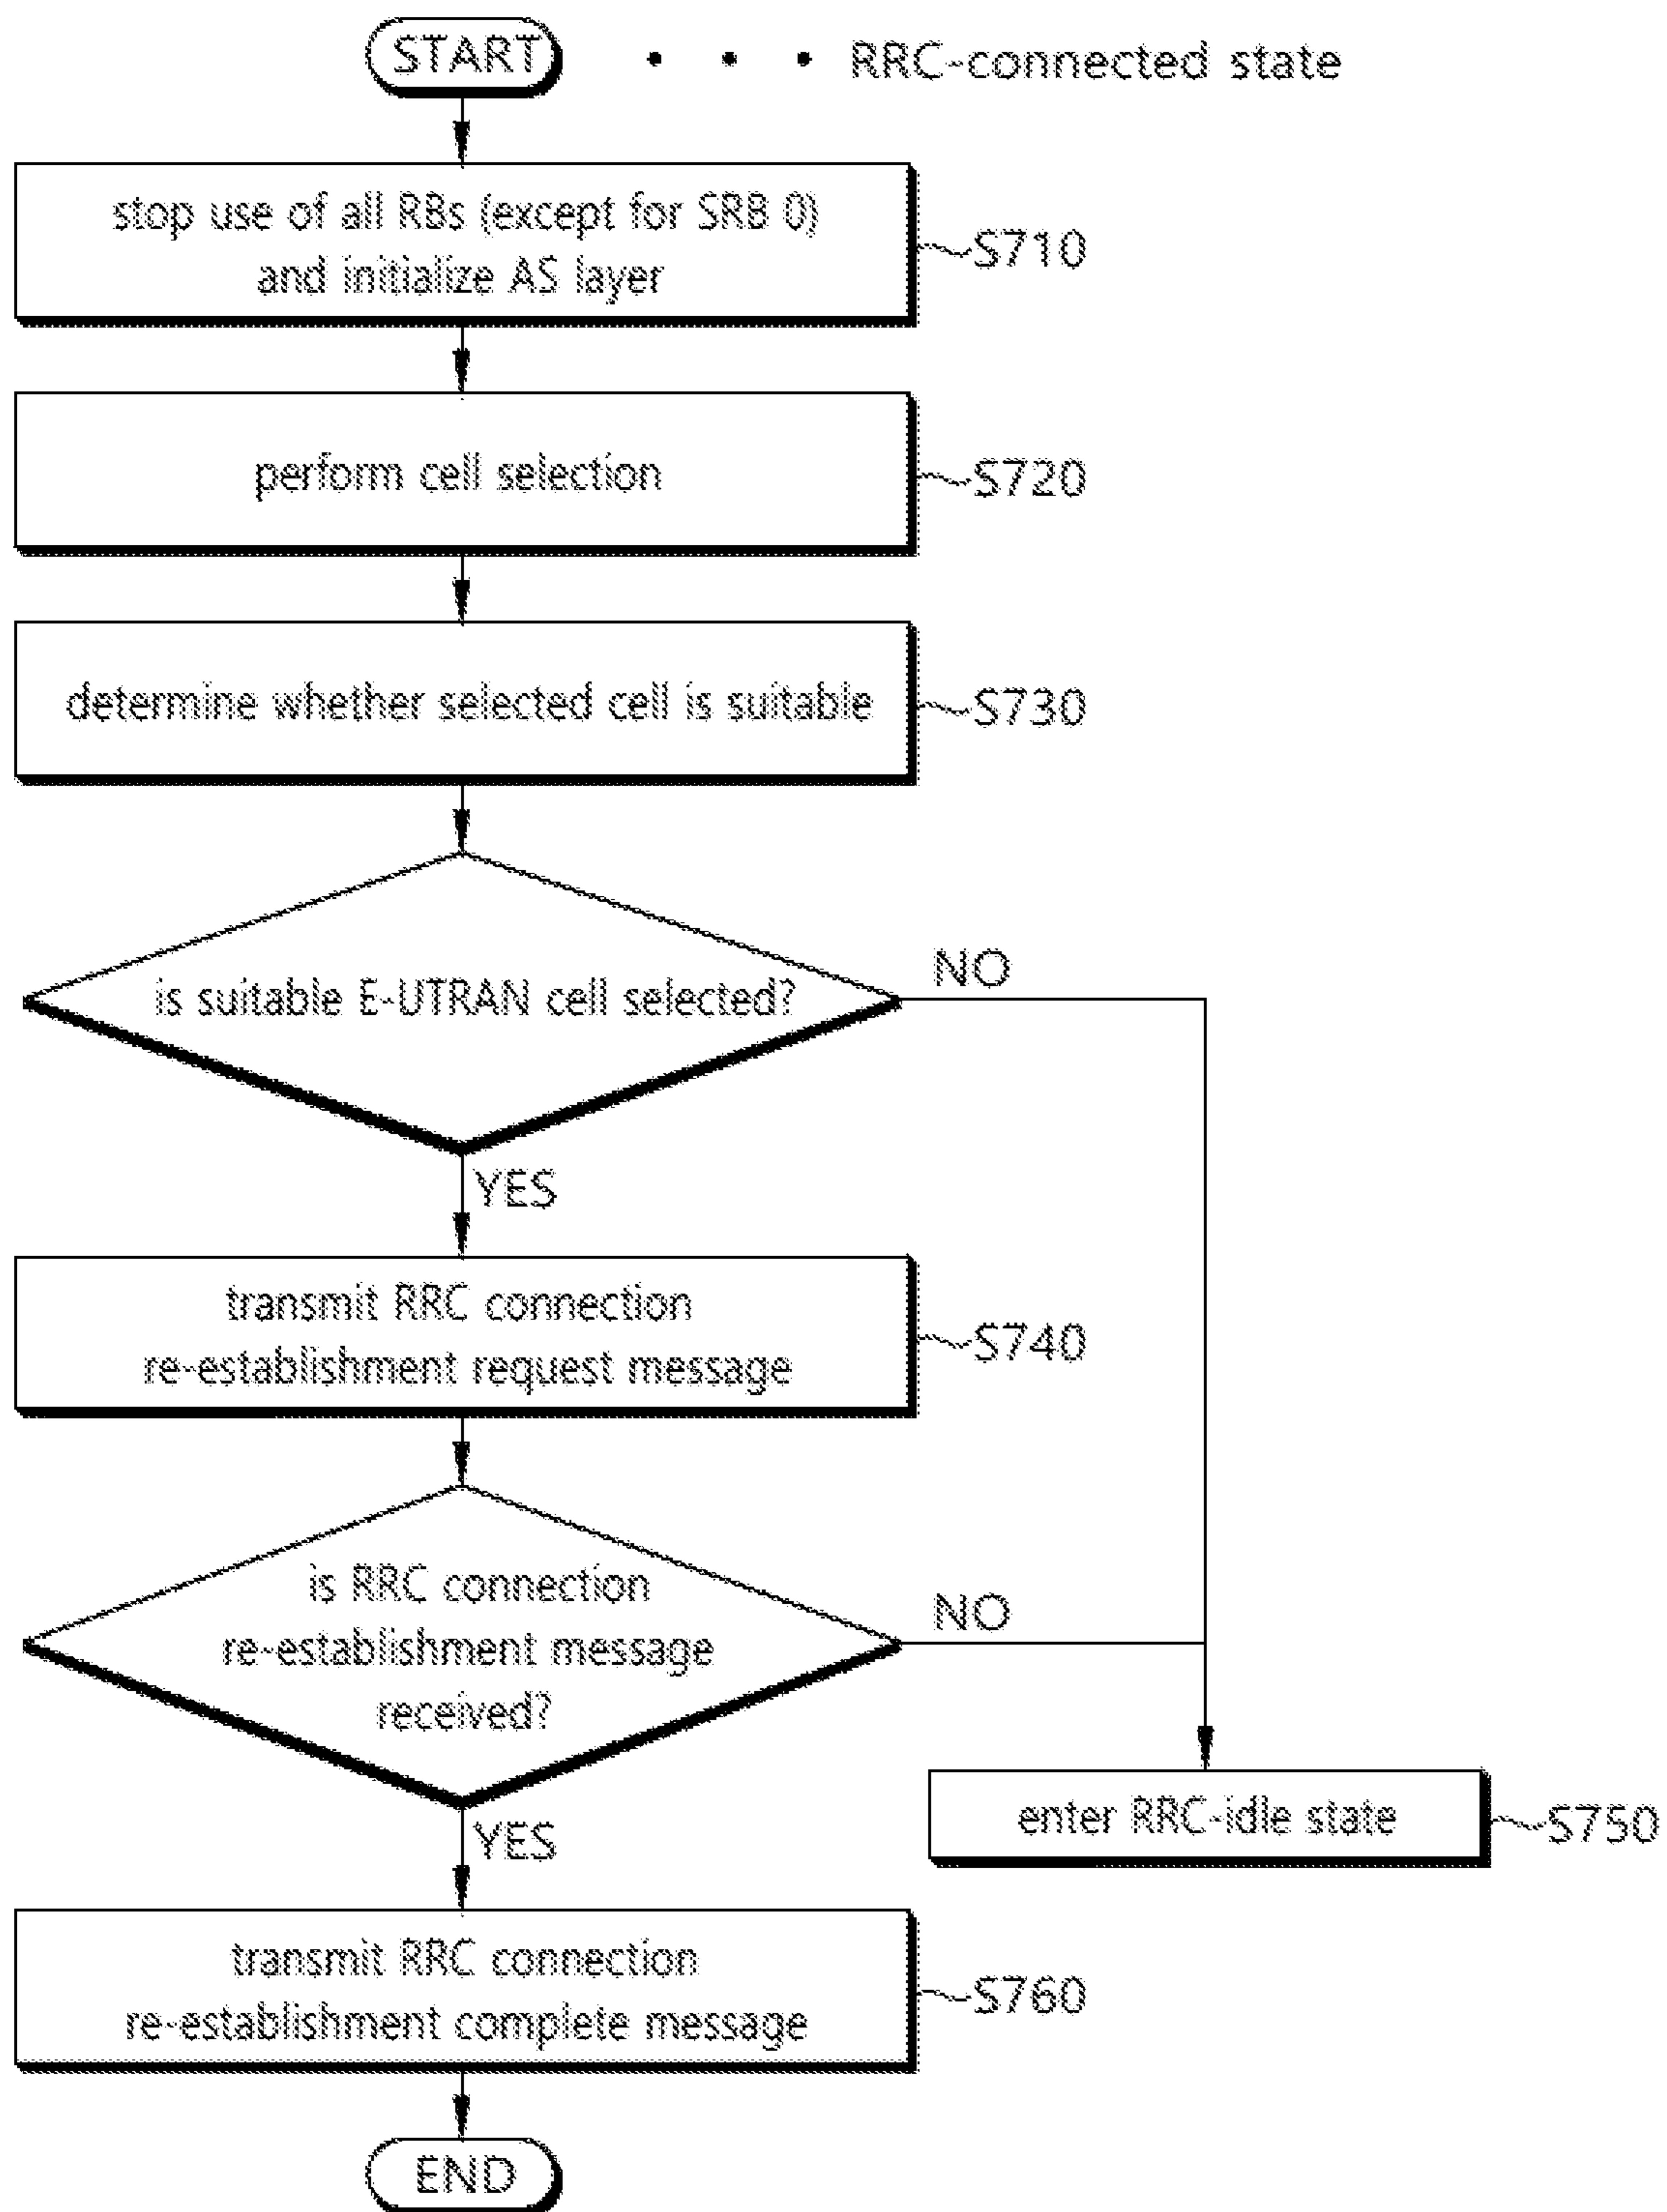 START
RRC-connected state
stop use of all RBs (except for SRB 0)
and initialize AS layer
S710
perform cell selection
S720
determine whether selected cell is suitable
S730
is suitable E-UTRAN cell selected?
NO
YES
transmit RRC connection
re-establishment request message
S740
is RRC connection
re-establishment message
received?
NO
YES
enter RRC-idle state
S750
transmit RRC connection
re-establishment complete message
S760
END